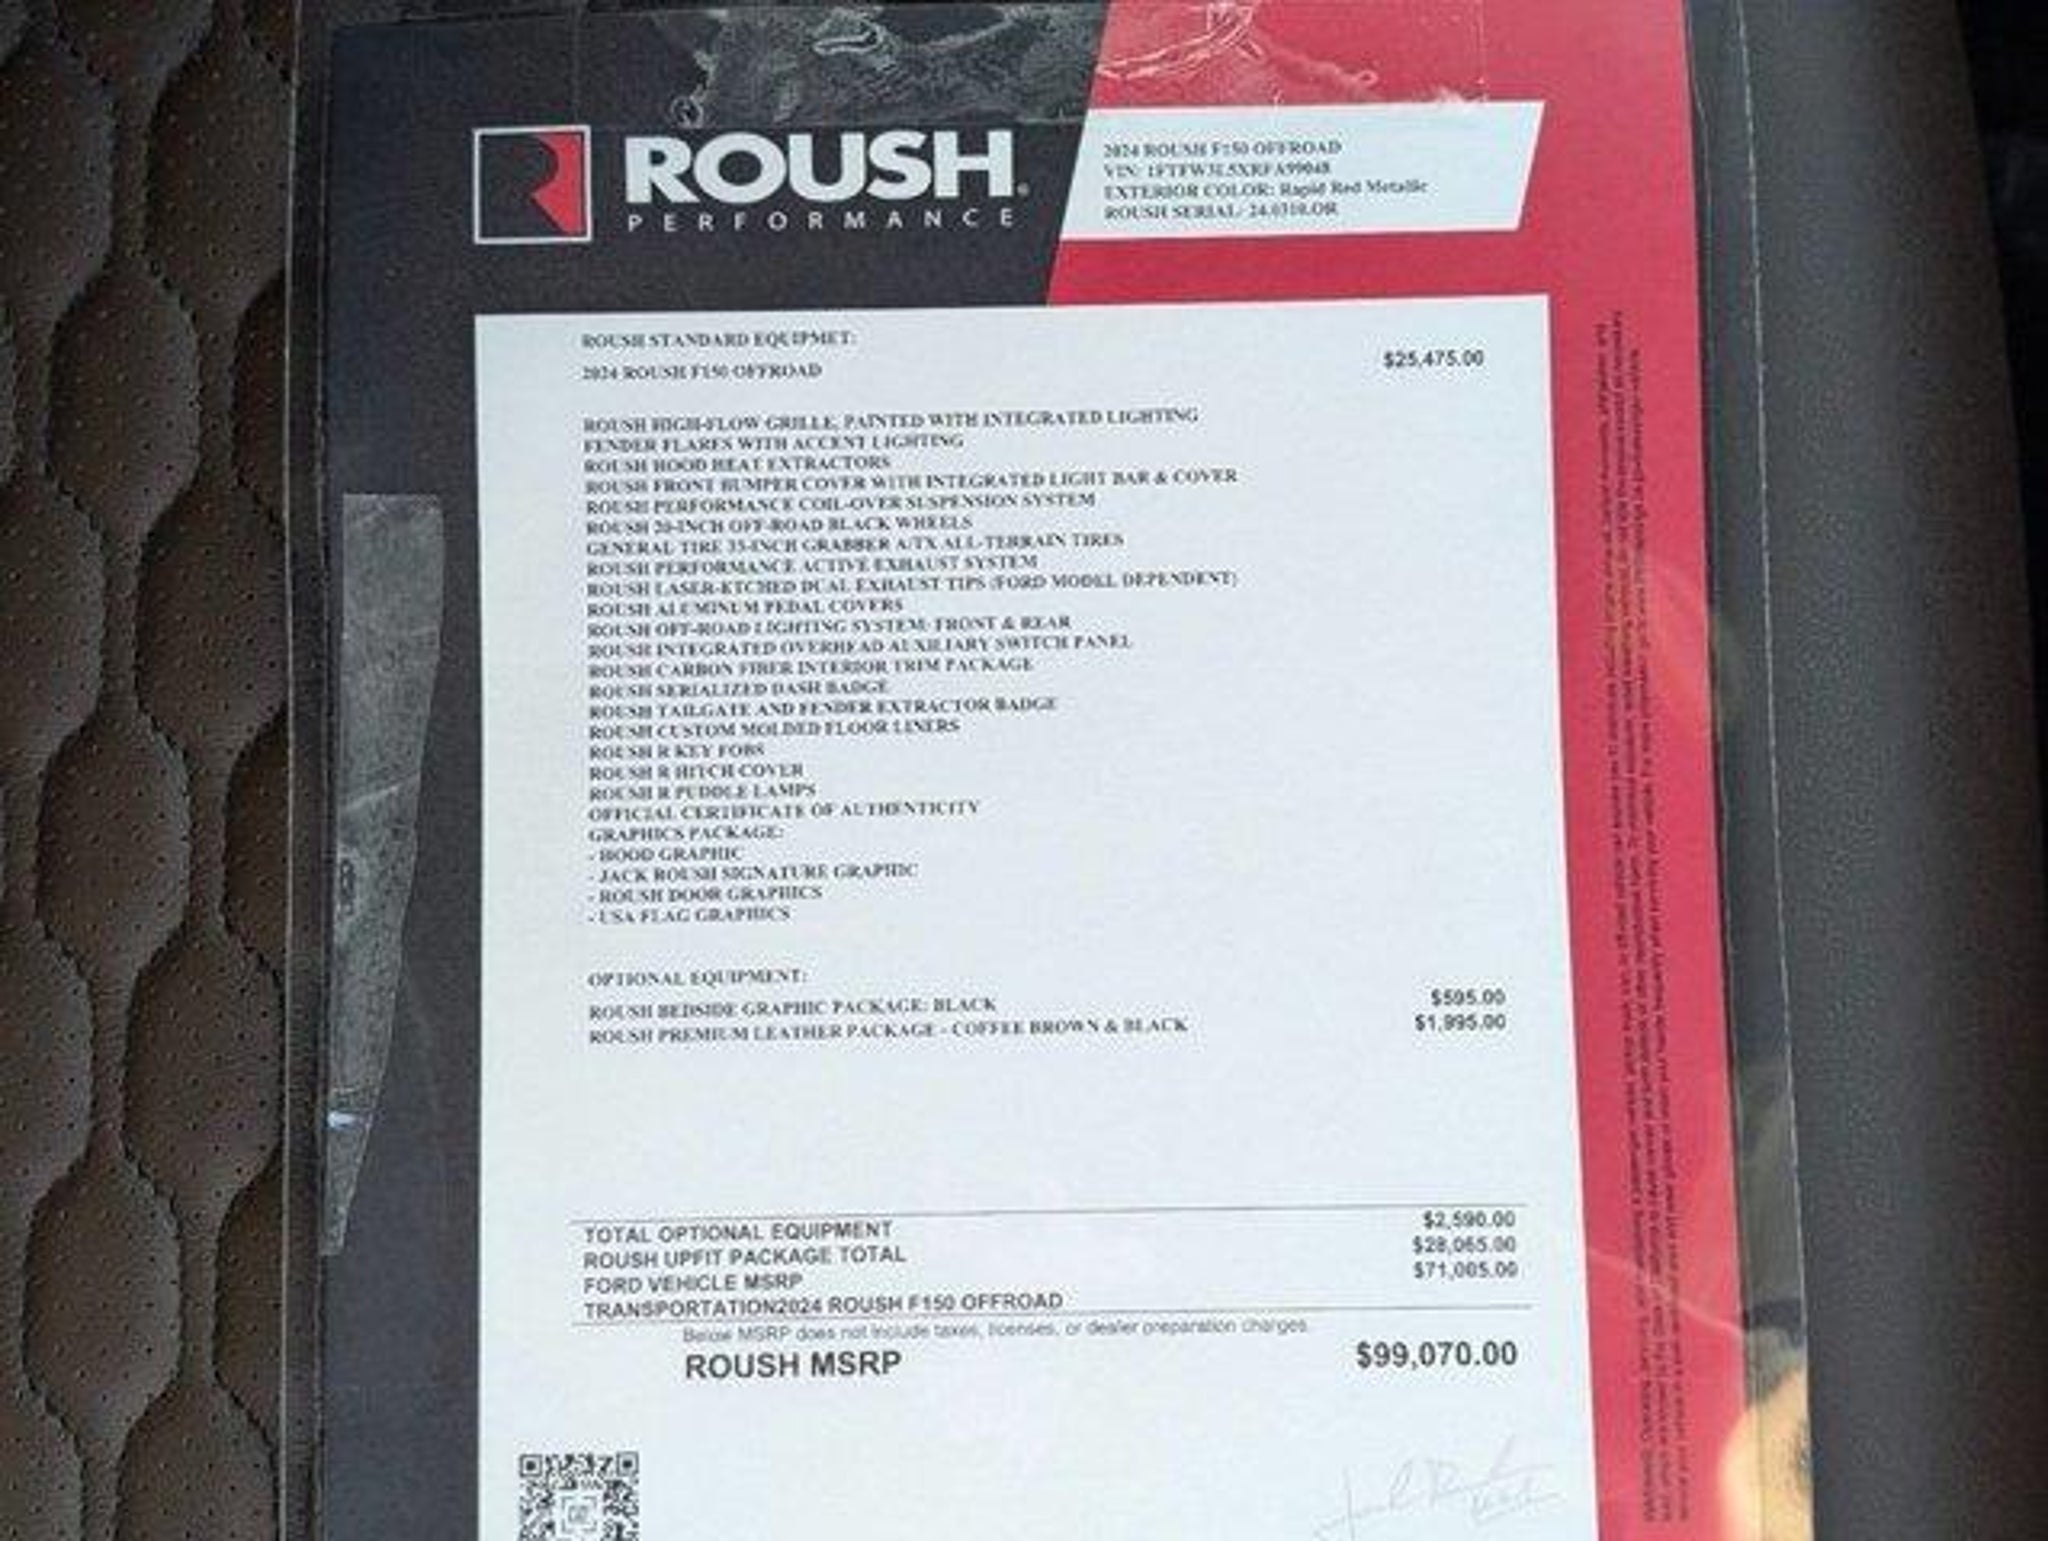 ROUSH
PERFORMANCE
2024 ROUSH F150 OFFROAD
VIN: 1FTFW3L5XRFA99048
EXTERIOR COLOR: Rapid Red Metallic
ROUSH SERIAL: 24.0310.OR
ROUSH STANDARD EQUIPMET:
2024 ROUSH F150 OFFROAD $25,475.00
ROUSH HIGH-FLOW GRILLE, PAINTED WITH INTEGRATED LIGHTING
FENDER FLARES WITH ACCENT LIGHTING
ROUSH HOOD HEAT EXTRACTORS
ROUSH FRONT BUMPER COVER WITH INTEGRATED LIGHT BAR & COVER
ROUSH PERFORMANCE COIL-OVER SUSPENSION SYSTEM
ROUSH 20-INCH OFF-ROAD BLACK WHEELS
GENERAL TIRE 33-INCH GRABBER A/TX ALL-TERRAIN TIRES
ROUSH PERFORMANCE ACTIVE EXHAUST SYSTEM
ROUSH LASER-ETCHED DUAL EXHAUST TIPS (FORD MODEL DEPENDENT)
ROUSH ALUMINUM PEDAL COVERS
ROUSH OFF-ROAD LIGHTING SYSTEM: FRONT & REAR
ROUSH INTEGRATED OVERHEAD AUXILIARY SWITCH PANEL
ROUSH CARBON FIBER INTERIOR TRIM PACKAGE
ROUSH SERIALIZED DASH BADGE
ROUSH TAILGATE AND FENDER EXTRACTOR BADGE
ROUSH CUSTOM MOLDED FLOOR LINERS
ROUSH R KEY FOBS
ROUSH R HITCH COVER
ROUSH R PUDDLE LAMPS
OFFICIAL CERTIFICATE OF AUTHENTICITY
GRAPHICS PACKAGE:
- HOOD GRAPHIC
- JACK ROUSH SIGNATURE GRAPHIC
- ROUSH DOOR GRAPHICS
- USA FLAG GRAPHICS
OPTIONAL EQUIPMENT:
ROUSH BEDSIDE GRAPHIC PACKAGE: BLACK $595.00
ROUSH PREMIUM LEATHER PACKAGE - COFFEE BROWN & BLACK $1,995.00
TOTAL OPTIONAL EQUIPMENT $2,590.00
ROUSH UPFIT PACKAGE TOTAL $28,065.00
FORD VEHICLE MSRP $71,005.00
TRANSPORTATION2024 ROUSH F150 OFFROAD
Below MSRP does not include taxes, licenses, or dealer preparation charges.
ROUSH MSRP $99,070.00